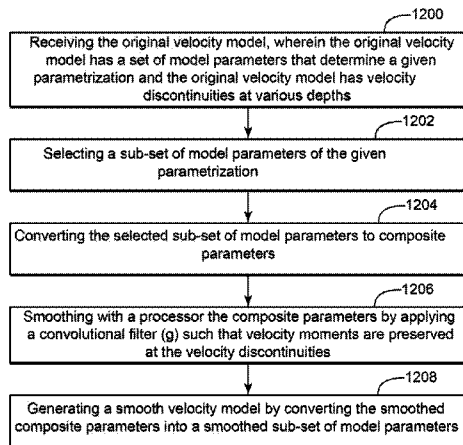 1200
Receiving the original velocity model, wherein the original velocity
model has a set of model parameters that determine a given
parametrization and the original velocity model has velocity
discontinuities at various depths
1202
Selecting a sub-set of model parameters of the given
parametrization
1204
Converting the selected sub-set of model parameters to composite
parameters
1206
Smoothing with a processor the composite parameters by applying
a convolutional filter (g) such that velocity moments are preserved
at the velocity discontinuities
1208
Generating a smooth velocity model by converting the smoothed
composite parameters into a smoothed sub-set of model parameters